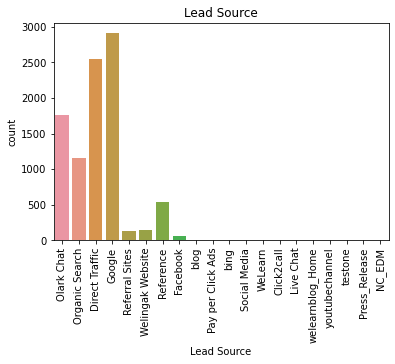 Lead Source
3000
2500
2000
1500
1000
500
0
count
Olark Chat
Organic Search
Direct Traffic
Google
Referral Sites
Welingak Website
Reference
Facebook
blog
Pay per Click Ads
bing
Social Media
WeLearn
Click2call
Live Chat
welearnblog_Home
youtubechannel
testone
Press_Release
NC_EDM
Lead Source